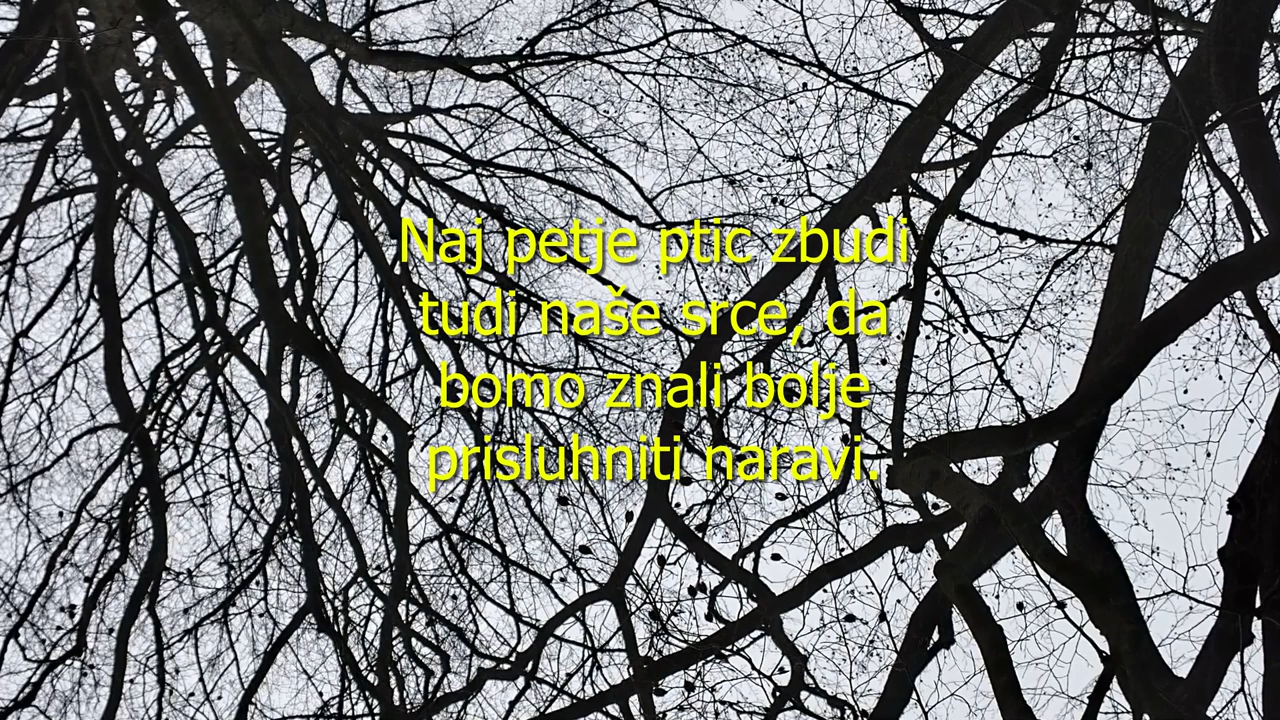 Naj petje ptic zbudi
tudi naše srce, da
bomo znali bolje
prisluhniti naravi.